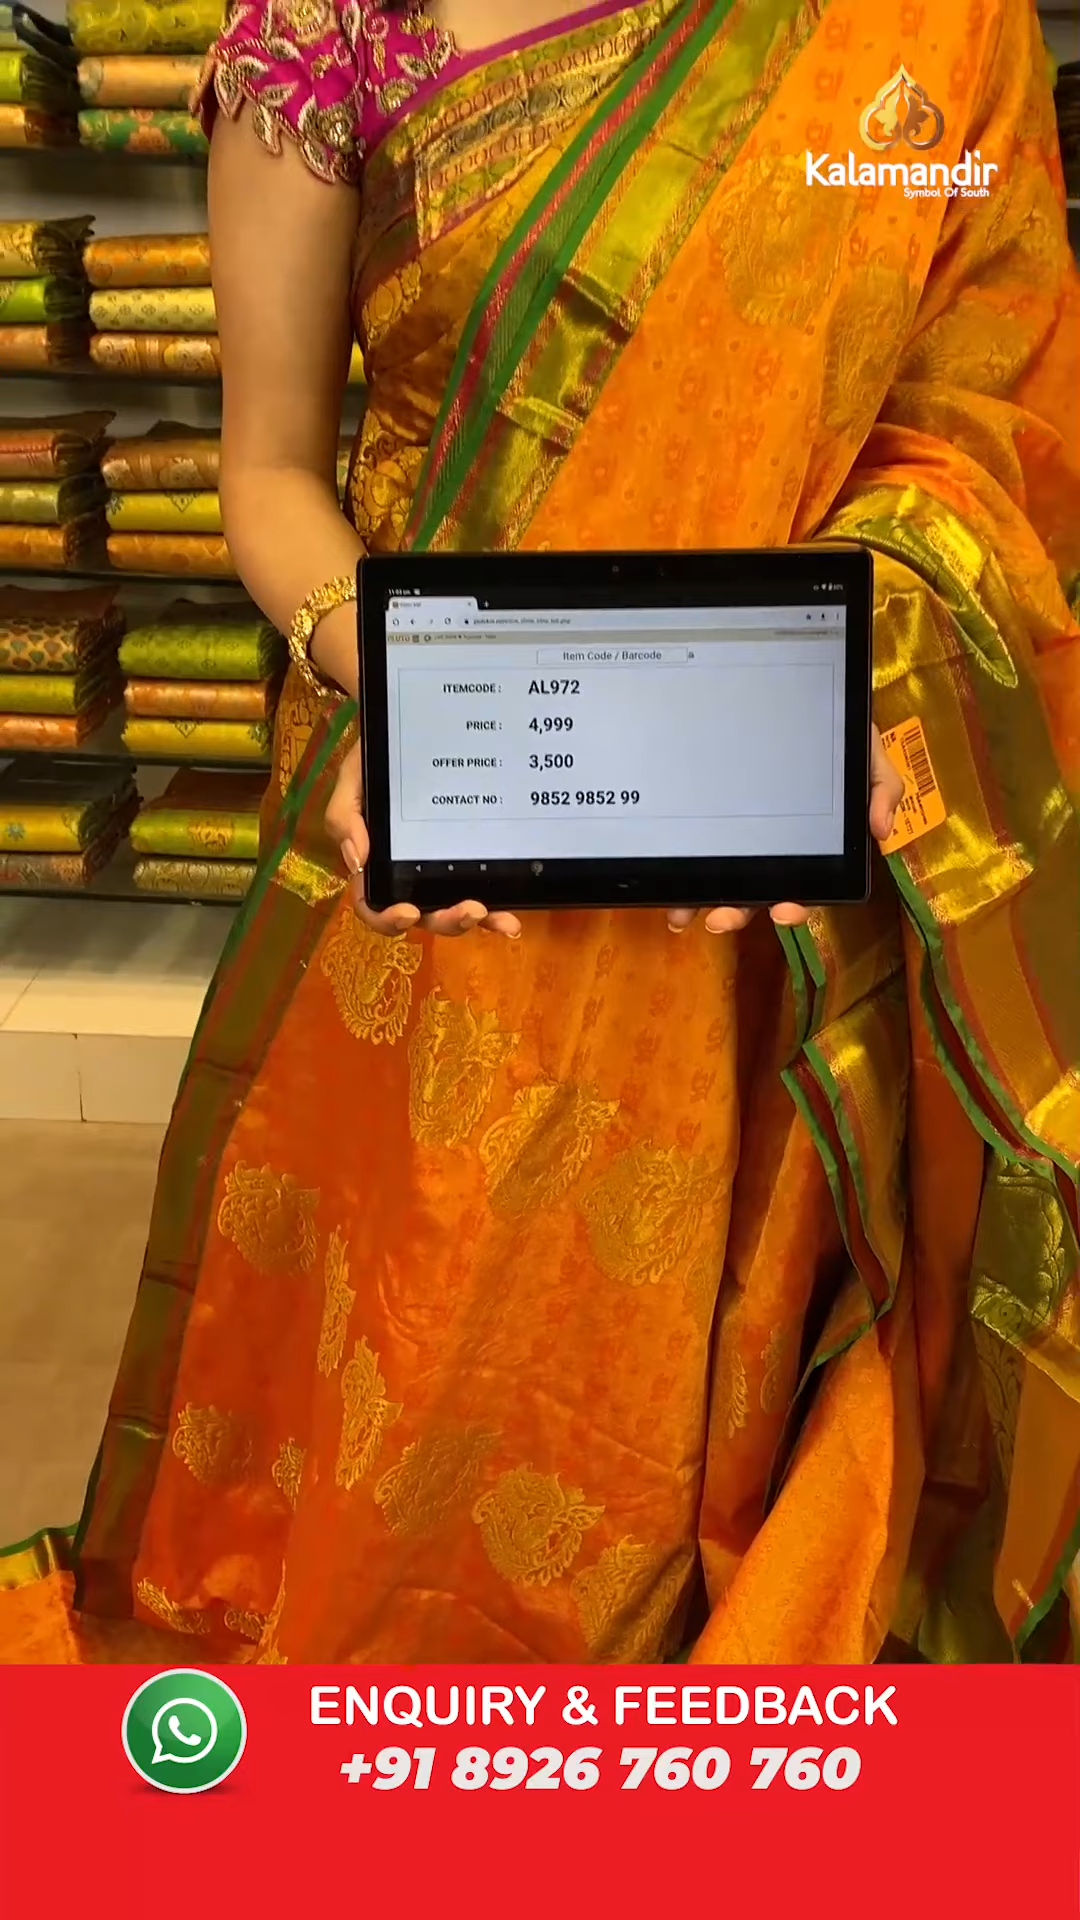 Kalamandir
Symbol Of South
Item Code / Barcode
ITEMCODE : AL972
PRICE : 4,999
OFFER PRICE : 3,500
CONTACT NO : 9852 9852 99
ENQUIRY & FEEDBACK
+91 8926 760 760